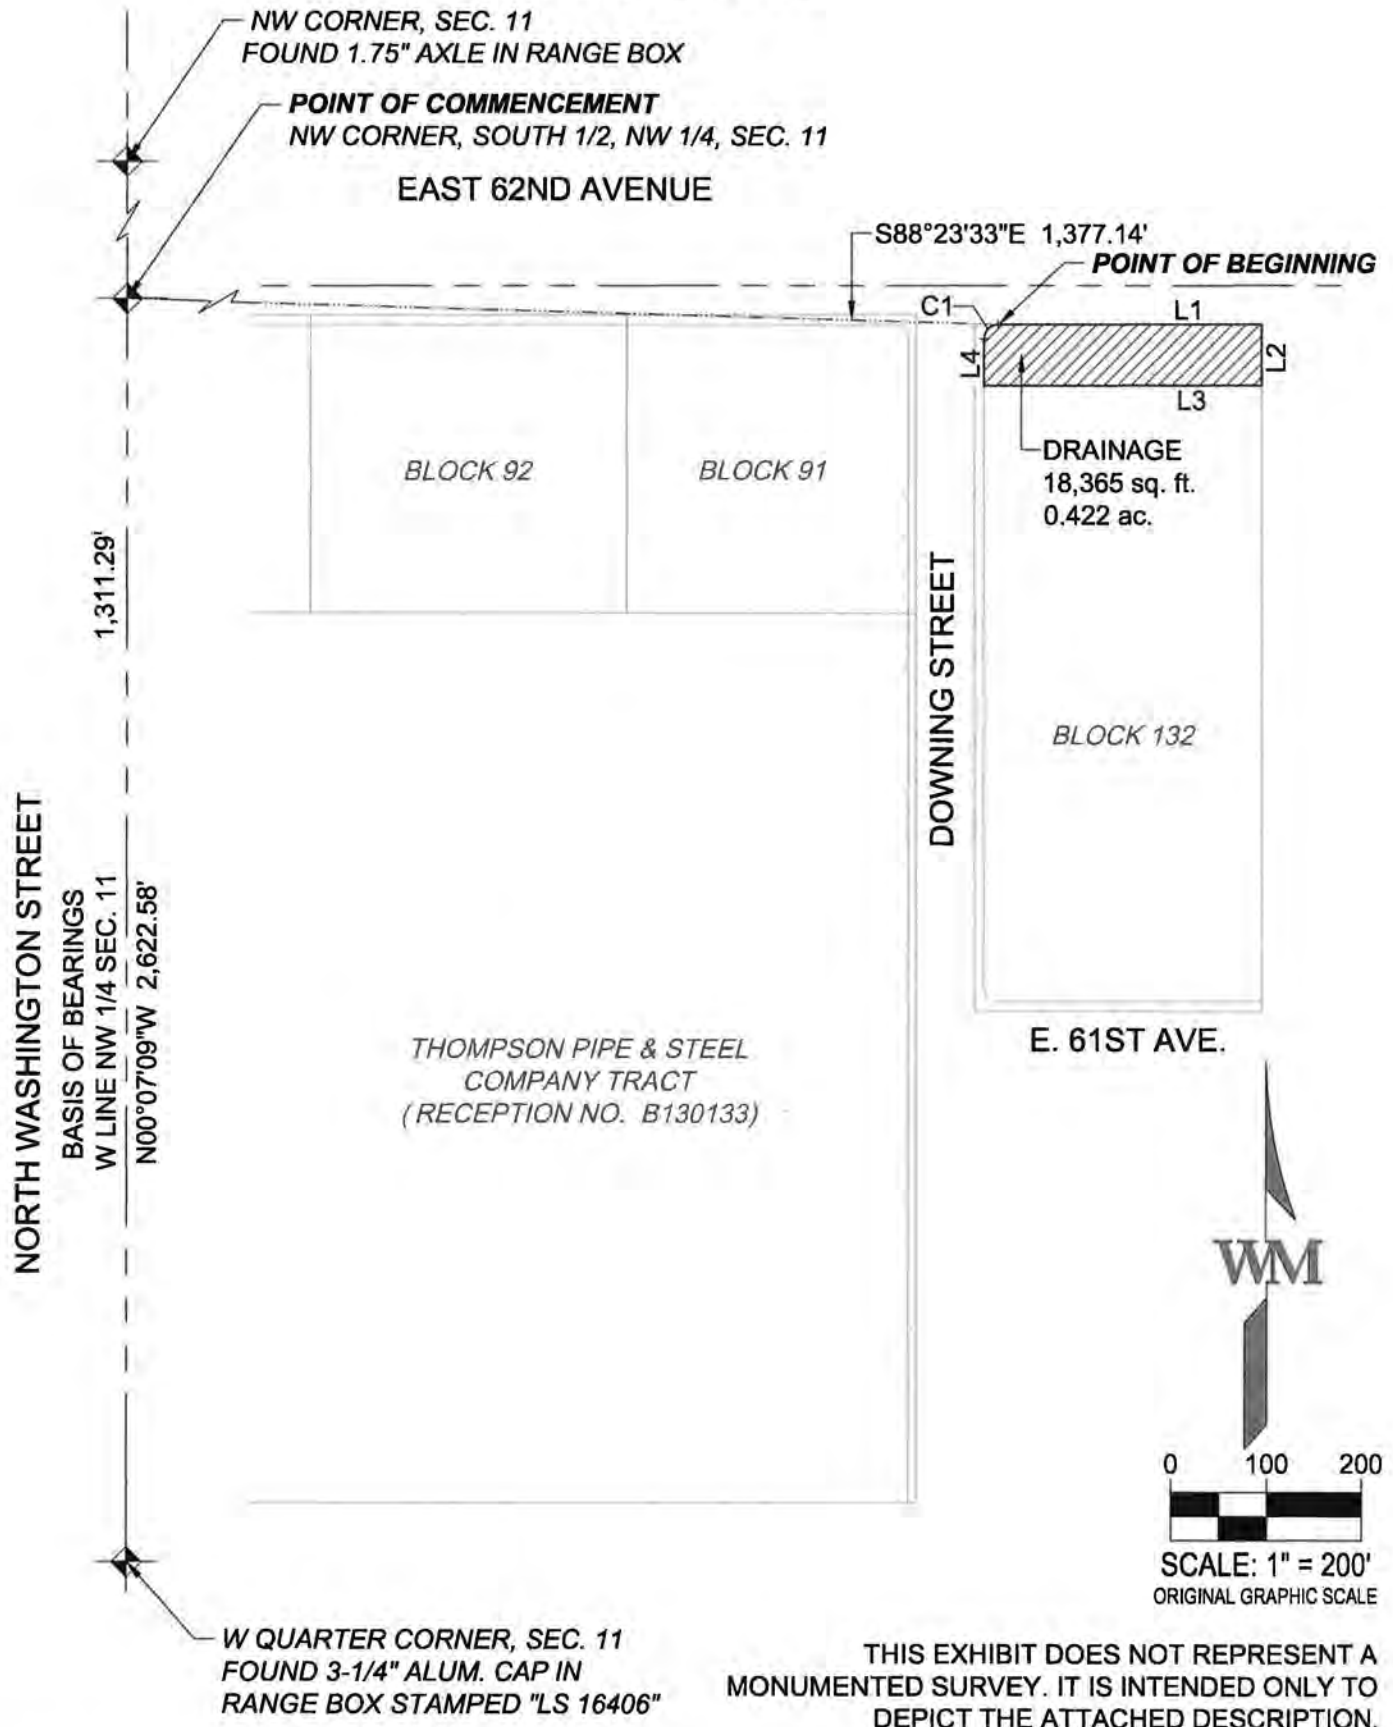 NW CORNER, SEC. 11
FOUND 1.75" AXLE IN RANGE BOX
POINT OF COMMENCEMENT
NW CORNER, SOUTH 1/2, NW 1/4, SEC. 11
EAST 62ND AVENUE
S88°23'33"E 1,377.14'
POINT OF BEGINNING
C1
L1
L4
L2
L3
BLOCK 92
BLOCK 91
DRAINAGE
18,365 sq. ft.
0.422 ac.
1,311.29'
DOWNING STREET
BLOCK 132
NORTH WASHINGTON STREET
BASIS OF BEARINGS
W LINE NW 1/4 SEC. 11
N00°07'09"W 2,622.58'
E. 61ST AVE.
THOMPSON PIPE & STEEL
COMPANY TRACT
(RECEPTION NO. B130133)
WM
0 100 200
SCALE: 1" = 200'
ORIGINAL GRAPHIC SCALE
W QUARTER CORNER, SEC. 11
FOUND 3-1/4" ALUM. CAP IN
RANGE BOX STAMPED "LS 16406"
THIS EXHIBIT DOES NOT REPRESENT A
MONUMENTED SURVEY. IT IS INTENDED ONLY TO
DEPICT THE ATTACHED DESCRIPTION.